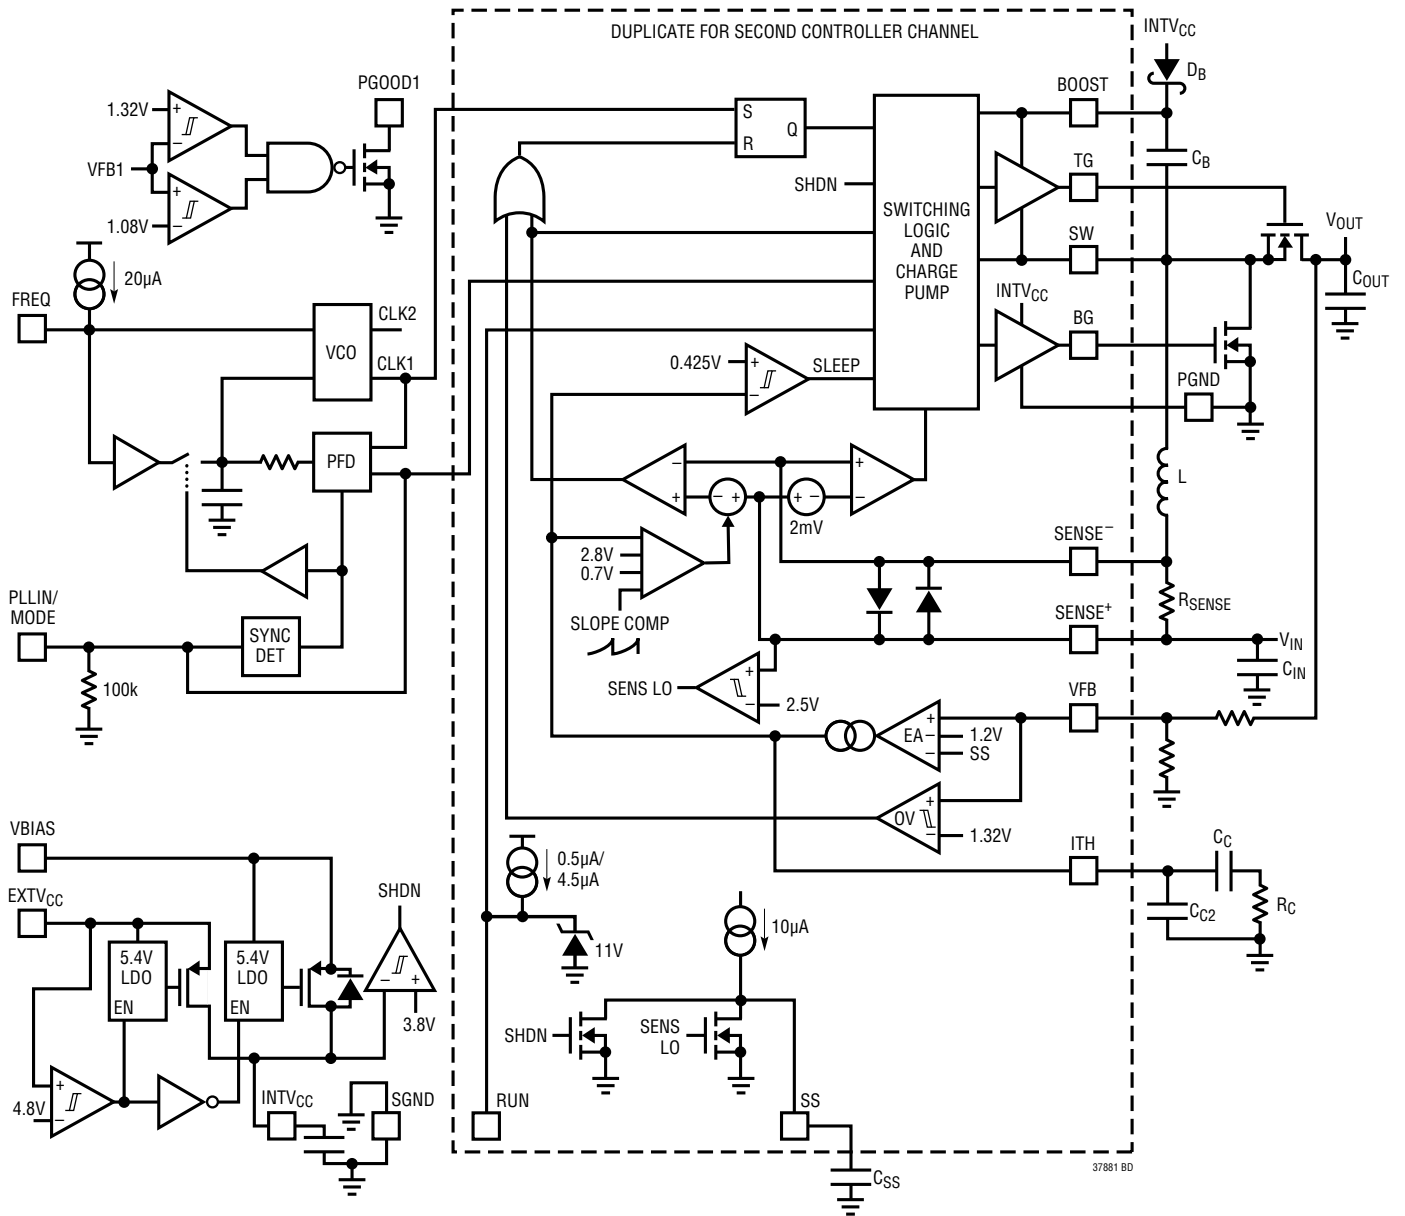 DUPLICATE FOR SECOND CONTROLLER CHANNEL
INTVCC
DB
PGOOD1
BOOST
1.32V
+
−
S
R
Q
CB
VFB1
TG
SHDN
+
−
1.08V
SWITCHING
LOGIC
AND
CHARGE
PUMP
VOUT
SW
20µA
COUT
FREQ
INTVCC
CLK2
BG
VCO
CLK1
0.425V
+
−
SLEEP
PGND
PFD
−
+
− +
+ −
2mV
+
−
L
SENSE−
2.8V
0.7V
PLLIN/
MODE
RSENSE
SENSE+
SLOPE COMP
SYNC
DET
VIN
CIN
100k
SENS LO
+
−
2.5V
VFB
EA
+
−
−
1.2V
SS
OV
+
−
1.32V
VBIAS
ITH
CC
0.5µA/
4.5µA
EXTVCC
SHDN
CC2
RC
10µA
5.4V
LDO
EN
5.4V
LDO
EN
11V
−
+
3.8V
SHDN
SENS
LO
+
4.8V
−
INTVCC
SGND
RUN
SS
37881 BD
CSS